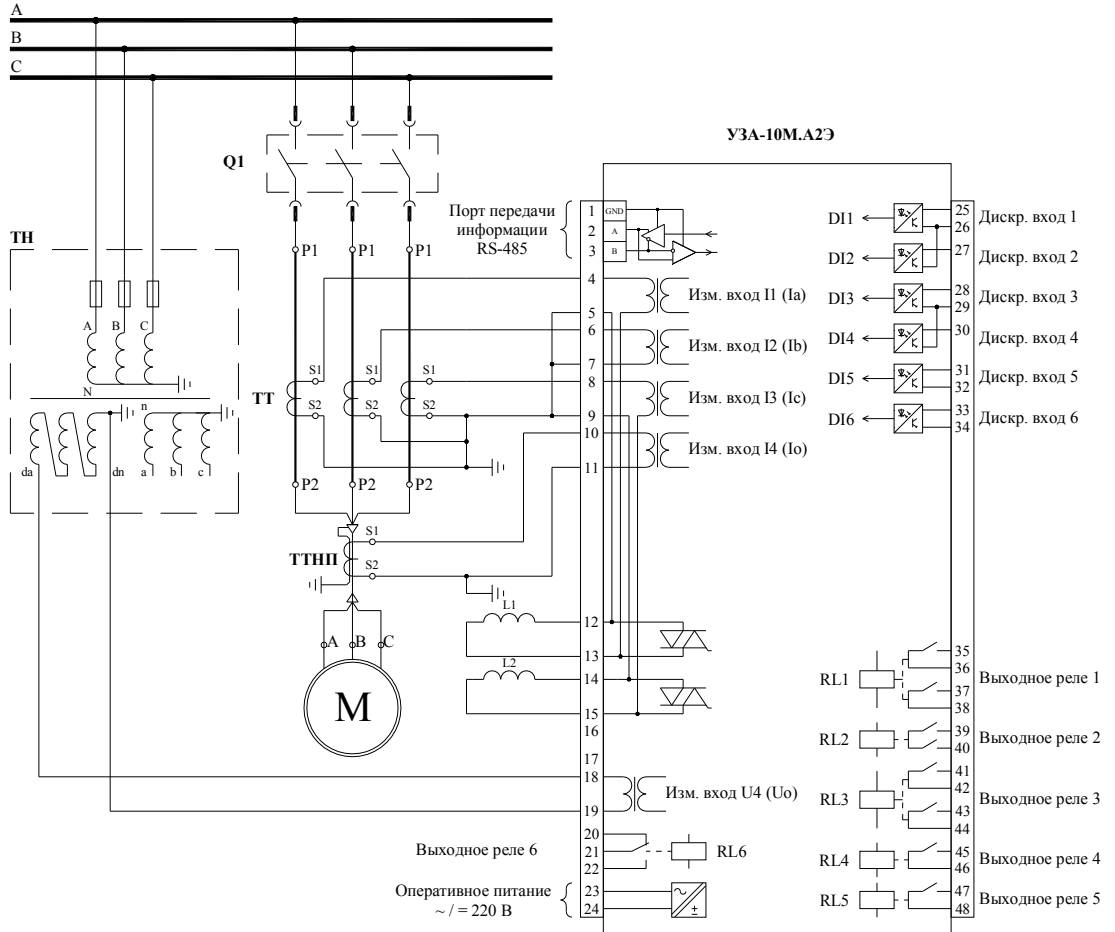 A
B
C
УЗА-10М.А2Э
Q1
ТН
P1
P1
P1
Порт передачи
информации
RS-485
1
GND
2
A
3
B
4
5
Изм. вход I1 (Ia)
6
7
Изм. вход I2 (Ib)
8
9
Изм. вход I3 (Ic)
10
11
Изм. вход I4 (Io)
A
B
C
N
n
da
dn
a
b
c
ТТ
S1
S1
S1
S2
S2
S2
P2
P2
P2
ТТНП
S1
S2
A
B
C
M
L1
L2
12
13
14
15
16
17
18
19
Изм. вход U4 (Uo)
Выходное реле 6
20
21
22
RL6
Оперативное питание
~ / = 220 В
23
24
DI1
25
26
Дискр. вход 1
DI2
27
Дискр. вход 2
DI3
28
29
Дискр. вход 3
DI4
30
Дискр. вход 4
DI5
31
32
Дискр. вход 5
DI6
33
34
Дискр. вход 6
RL1
35
36
37
38
Выходное реле 1
RL2
39
40
Выходное реле 2
RL3
41
42
43
44
Выходное реле 3
RL4
45
46
Выходное реле 4
RL5
47
48
Выходное реле 5